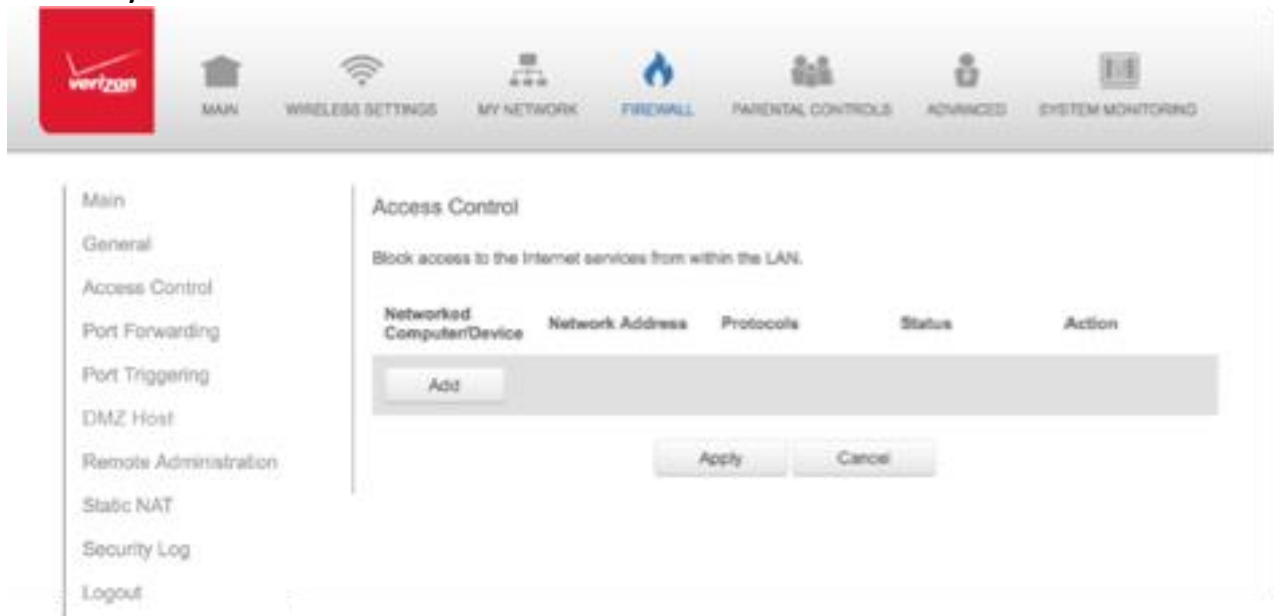 verizon
MAIN
WIRELESS SETTINGS
MY NETWORK
FIREWALL
PARENTAL CONTROLS
ADVANCED
SYSTEM MONITORING
Main
General
Access Control
Port Forwarding
Port Triggering
DMZ Host
Remote Administration
Static NAT
Security Log
Logout
Access Control
Block access to the Internet services from within the LAN.
Networked Computer/Device Network Address Protocols Status Action
Add
Apply Cancel